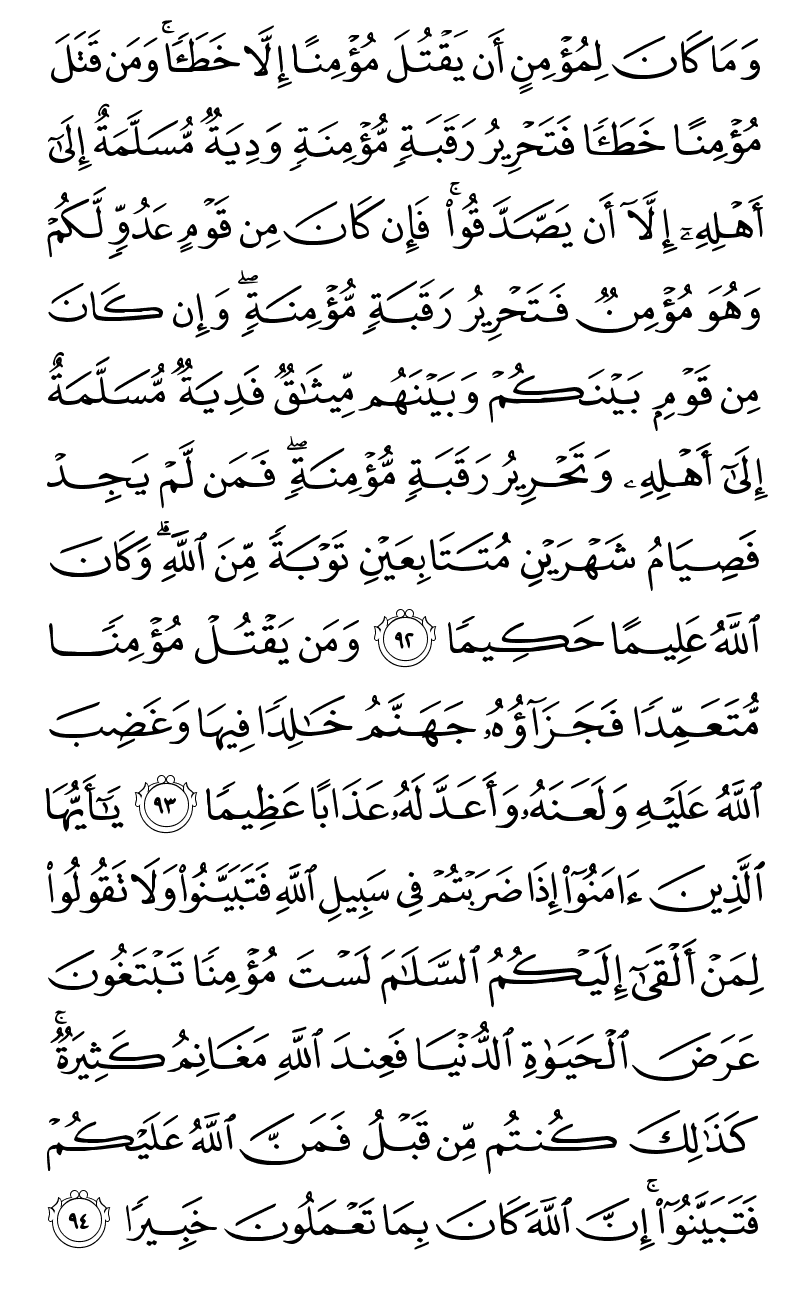 وَمَا كَانَ لِمُؤْمِنٍ أَن يَقْتُلَ مُؤْمِنًا إِلَّا خَطَـًٔا ۚ وَمَن قَتَلَ
مُؤْمِنًا خَطَـًٔا فَتَحْرِيرُ رَقَبَةٍ مُّؤْمِنَةٍ وَدِيَةٌ مُّسَلَّمَةٌ إِلَىٰٓ
أَهْلِهِۦٓ إِلَّآ أَن يَصَّدَّقُوا۟ ۚ فَإِن كَانَ مِن قَوْمٍ عَدُوٍّ لَّكُمْ
وَهُوَ مُؤْمِنٌ فَتَحْرِيرُ رَقَبَةٍ مُّؤْمِنَةٍ ۖ وَإِن كَانَ
مِن قَوْمٍۭ بَيْنَكُمْ وَبَيْنَهُم مِّيثَـٰقٌ فَدِيَةٌ مُّسَلَّمَةٌ
إِلَىٰٓ أَهْلِهِۦ وَتَحْرِيرُ رَقَبَةٍ مُّؤْمِنَةٍ ۖ فَمَن لَّمْ يَجِدْ
فَصِيَامُ شَهْرَيْنِ مُتَتَابِعَيْنِ تَوْبَةً مِّنَ ٱللَّهِ ۗ وَكَانَ
ٱللَّهُ عَلِيمًا حَكِيمًا ٩٢ وَمَن يَقْتُلْ مُؤْمِنًا
مُّتَعَمِّدًا فَجَزَآؤُهُۥ جَهَنَّمُ خَـٰلِدًا فِيهَا وَغَضِبَ
ٱللَّهُ عَلَيْهِ وَلَعَنَهُۥ وَأَعَدَّ لَهُۥ عَذَابًا عَظِيمًا ٩٣ يَـٰٓأَيُّهَا
ٱلَّذِينَ ءَامَنُوٓا۟ إِذَا ضَرَبْتُمْ فِى سَبِيلِ ٱللَّهِ فَتَبَيَّنُوا۟ وَلَا تَقُولُوا۟
لِمَنْ أَلْقَىٰٓ إِلَيْكُمُ ٱلسَّلَـٰمَ لَسْتَ مُؤْمِنًا تَبْتَغُونَ
عَرَضَ ٱلْحَيَوٰةِ ٱلدُّنْيَا فَعِندَ ٱللَّهِ مَغَانِمُ كَثِيرَةٌ ۚ
كَذَٰلِكَ كُنتُم مِّن قَبْلُ فَمَنَّ ٱللَّهُ عَلَيْكُمْ
فَتَبَيَّنُوٓا۟ ۚ إِنَّ ٱللَّهَ كَانَ بِمَا تَعْمَلُونَ خَبِيرًا ٩٤